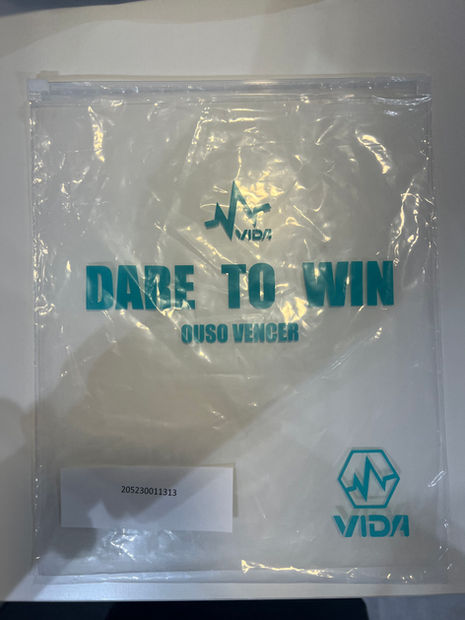 VIDA
DARE TO WIN
OUSO VENCER
205230011313
VIDA